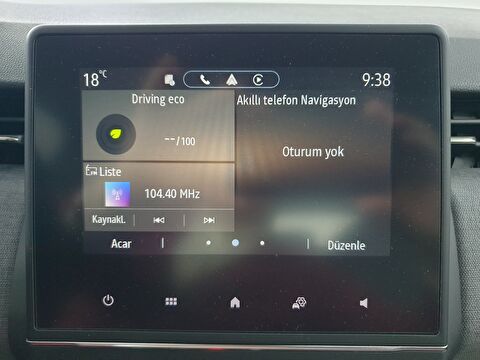 18 °C
9:38
Driving eco
--/100
Akıllı telefon Navigasyon
Oturum yok
Liste
104.40 MHz
Kaynakl.
Acar
Düzenle